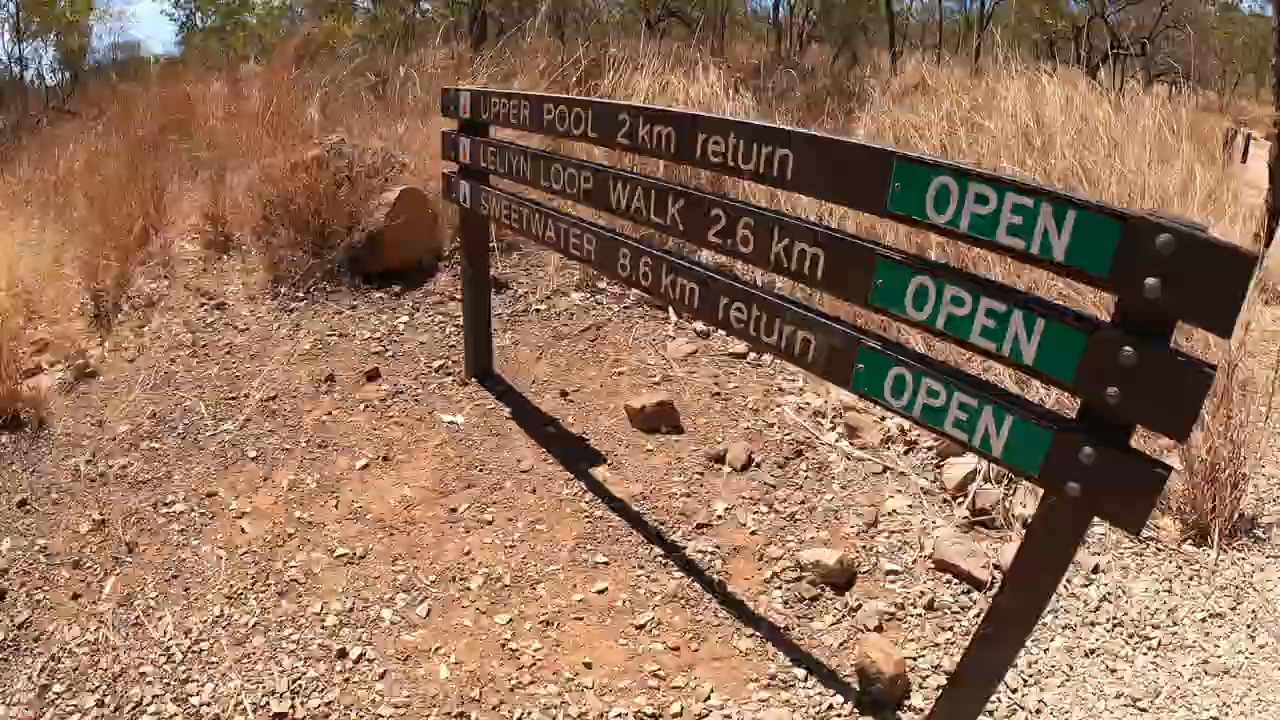 UPPER POOL 2 km return OPEN
LELIYN LOOP WALK 2.6 km OPEN
SWEETWATER 8.6 km return OPEN